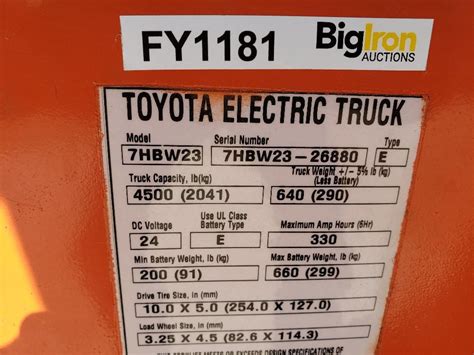 FY1181
BigIron
AUCTIONS
TOYOTA ELECTRIC TRUCK
Model Serial Number Type
7HBW23 7HBW23-26880 E
Truck Capacity, lb(kg) Truck Weight +/- 5% lb(kg)
(Less Battery)
4500 (2041) 640 (290)
DC Voltage Use UL Class Battery Type Maximum Amp Hours (6Hr)
24 E 330
Min Battery Weight, lb (kg) Max Battery Weight, lb (kg)
200 (91) 660 (299)
Drive Tire Size, in (mm)
10.0 X 5.0 (254.0 X 127.0)
Load Wheel Size, in (mm)
3.25 X 4.5 (82.6 X 114.3)